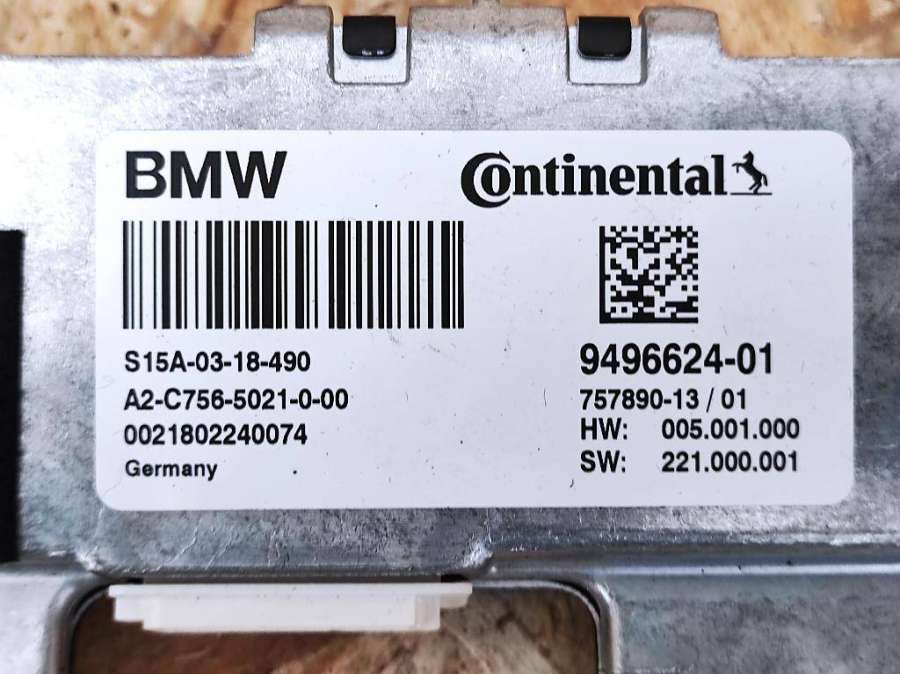 BMW
Continental
S15A-03-18-490
A2-C756-5021-0-00
0021802240074
Germany
9496624-01
757890-13 / 01
HW: 005.001.000
SW: 221.000.001